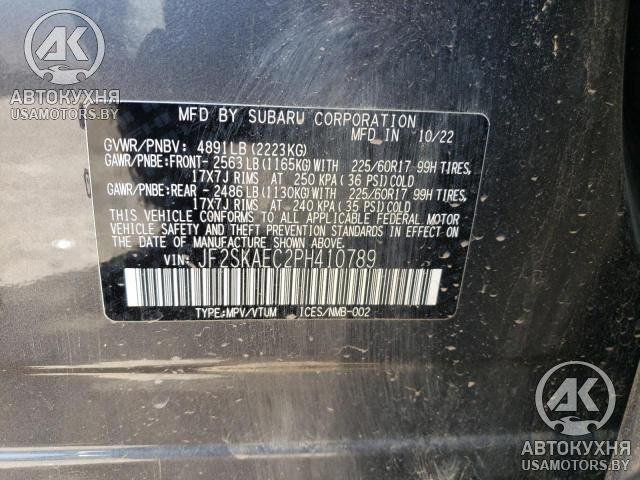 АК
АВТОКУХНЯ
USAMOTORS.BY
MFD BY SUBARU CORPORATION
MFD IN 10/22
GVWR/PNBV: 4891LB(2223KG)
GAWR/PNBE:FRONT- 2563LB(1165KG)WITH 225/60R17 99H TIRES,
17X7J RIMS AT 250 KPA(36 PSI)COLD
GAWR/PNBE:REAR - 2486LB(1130KG)WITH 225/60R17 99H TIRES,
17X7J RIMS AT 240 KPA(35 PSI)COLD
THIS VEHICLE CONFORMS TO ALL APPLICABLE FEDERAL MOTOR
VEHICLE SAFETY AND THEFT PREVENTION STANDARDS IN EFFECT
ON THE DATE OF MANUFACTURE SHOWN ABOVE.
VIN: JF2SKAEC2PH410789
TYPE:MPV/VTUM ICES/NMB-002
АК
АВТОКУХНЯ
USAMOTORS.BY